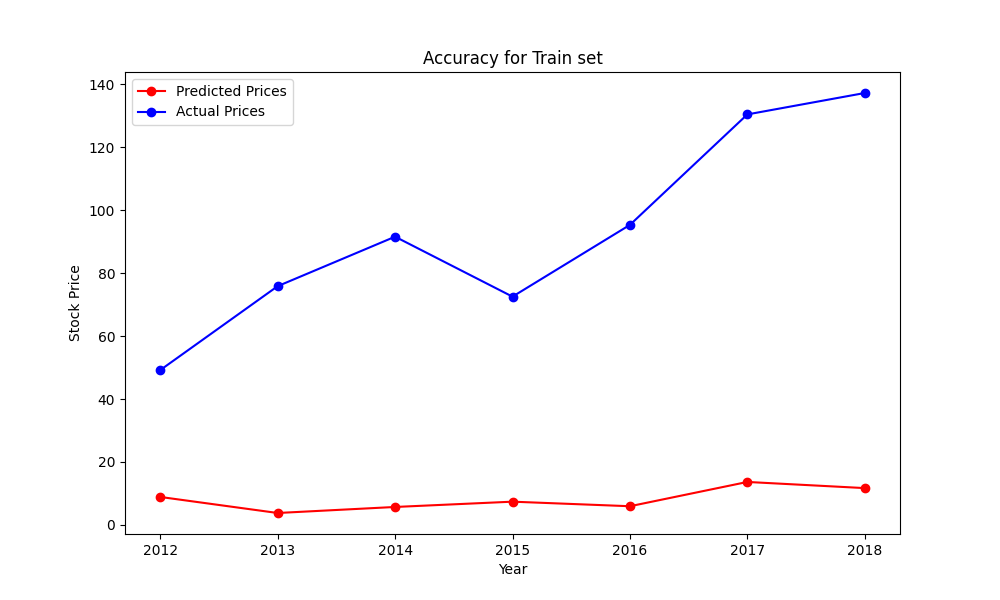 Accuracy for Train set
Predicted Prices
Actual Prices
140
120
100
80
60
40
20
0
Stock Price
2012 2013 2014 2015 2016 2017 2018
Year